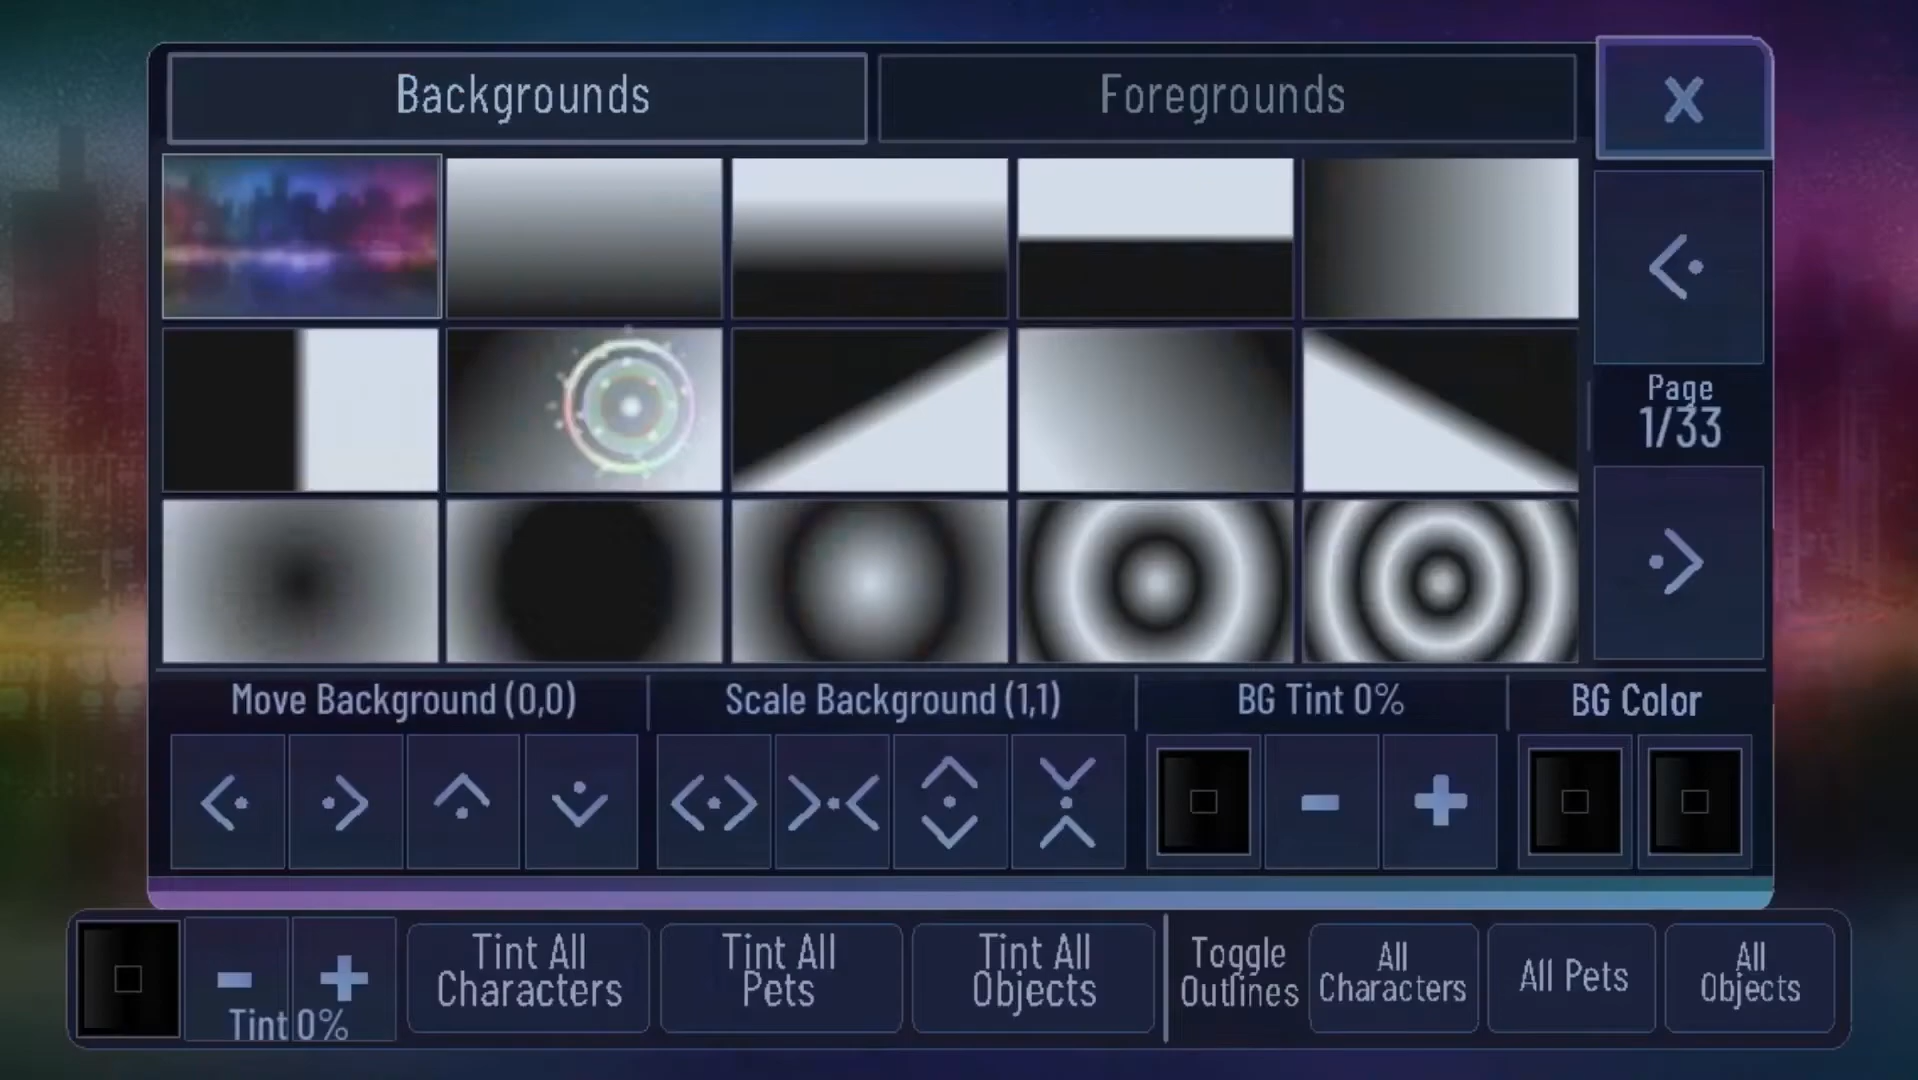 Backgrounds
Foregrounds
X
Page
1/33
Move Background (0,0)
Scale Background (1,1)
BG Tint 0%
BG Color
Tint 0%
Tint All
Characters
Tint All
Pets
Tint All
Objects
Toggle
Outlines
All
Characters
All Pets
All
Objects